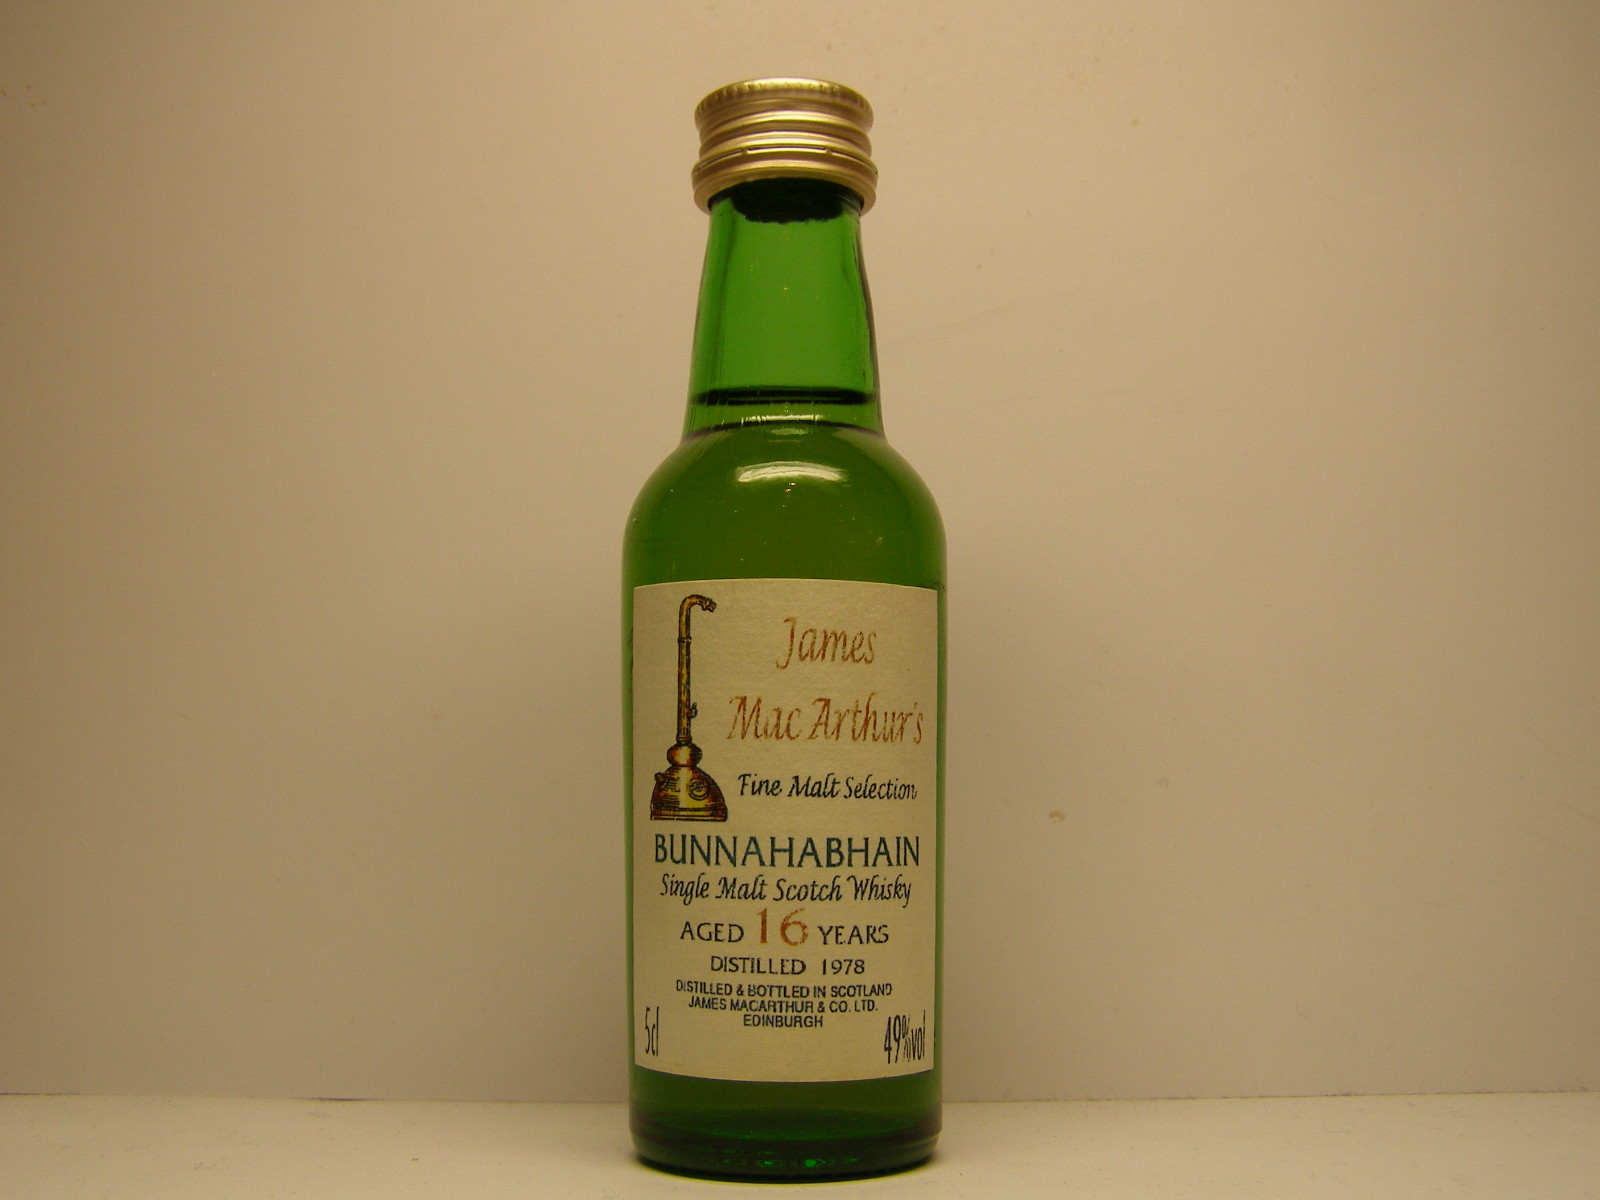 James
Mac Arthur's
Fine Malt Selection
BUNNAHABHAIN
Single Malt Scotch Whisky
AGED 16 YEARS
DISTILLED 1978
DISTILLED & BOTTLED IN SCOTLAND
JAMES MACARTHUR & CO. LTD.
EDINBURGH
5cl
49%vol